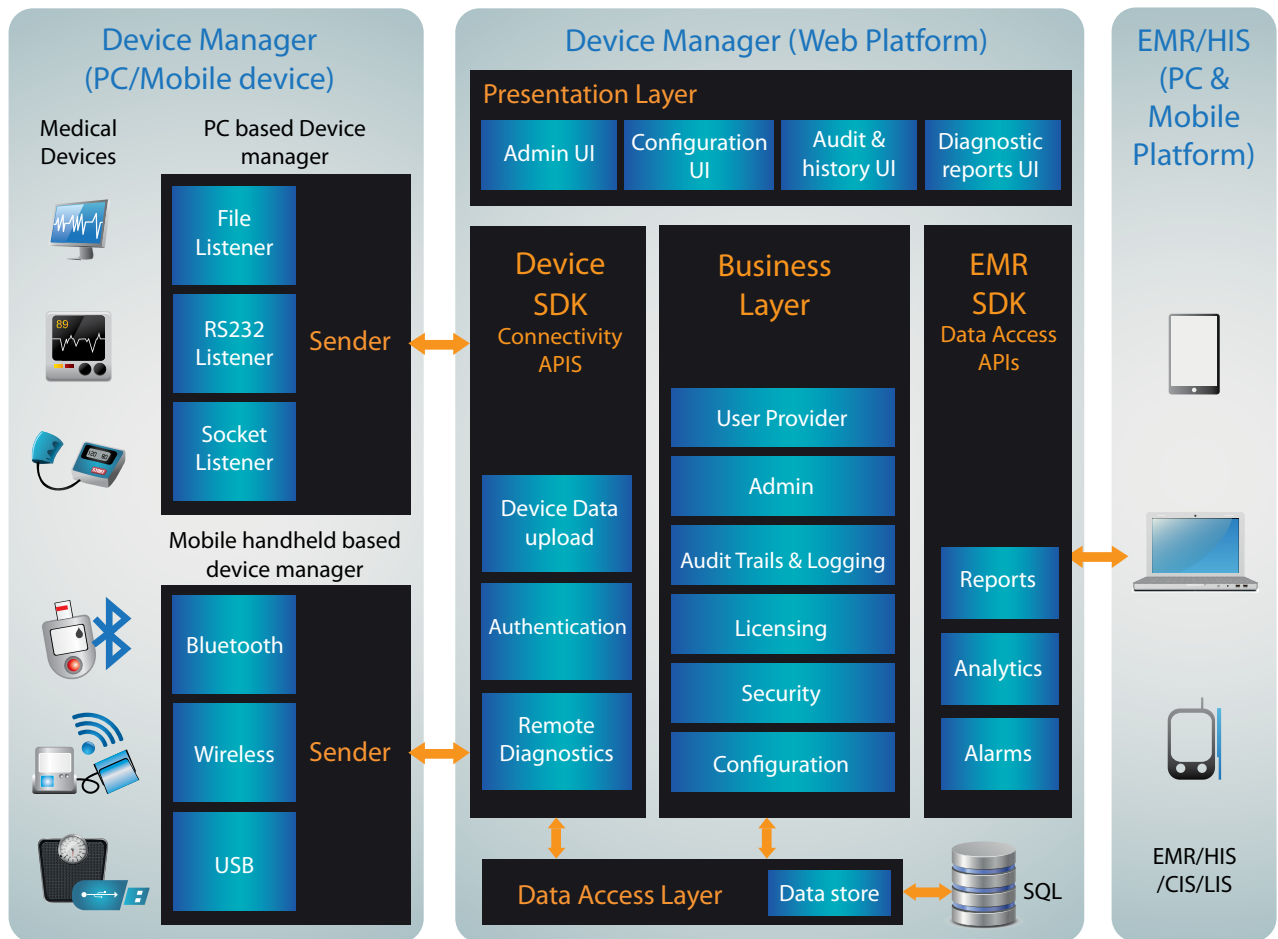 Device Manager
(PC/Mobile device)
Medical
Devices
PC based Device
manager
File
Listener
RS232
Listener
Socket
Listener
Sender
89
120 80
START
Mobile handheld based
device manager
Bluetooth
Wireless
USB
Sender
Device Manager (Web Platform)
Presentation Layer
Admin UI
Configuration
UI
Audit &
history UI
Diagnostic
reports UI
Device
SDK
Connectivity
APIS
Device Data
upload
Authentication
Remote
Diagnostics
Business
Layer
User Provider
Admin
Audit Trails & Logging
Licensing
Security
Configuration
EMR
SDK
Data Access
APIs
Reports
Analytics
Alarms
Data Access Layer
Data store
SQL
EMR/HIS
(PC &
Mobile
Platform)
EMR/HIS
/CIS/LIS